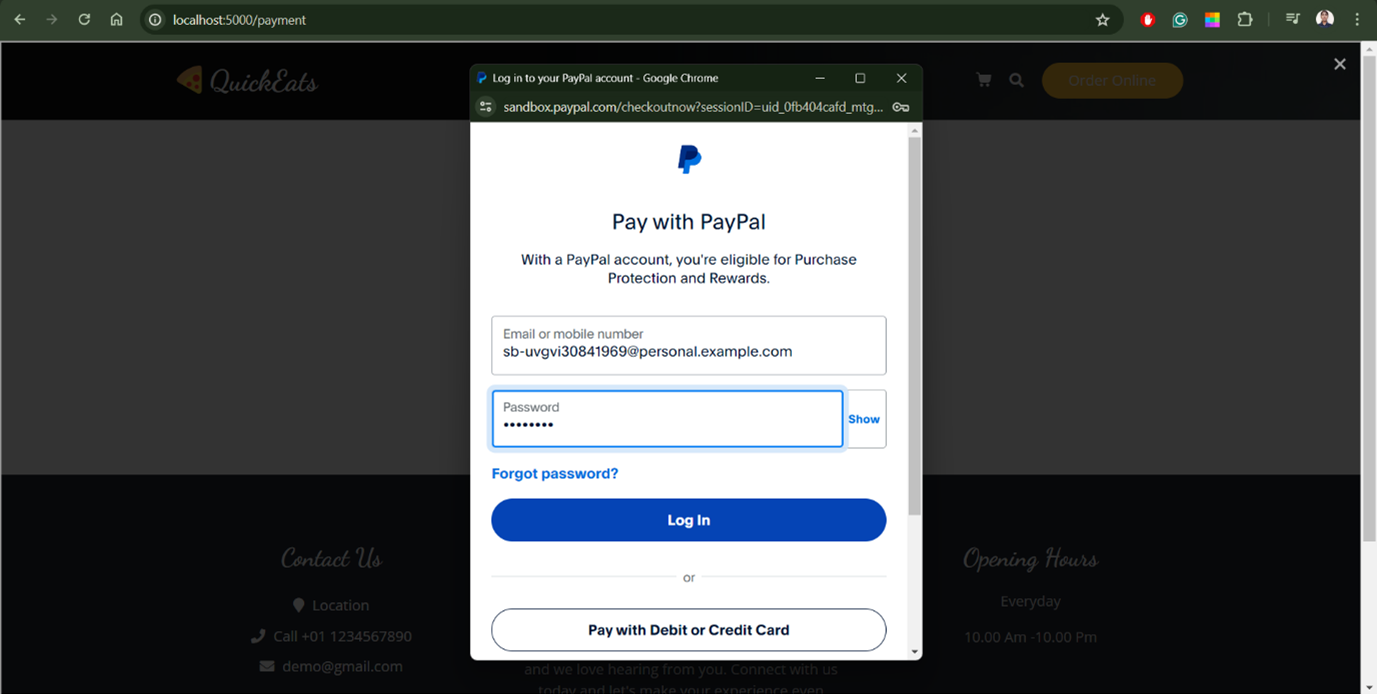 localhost:5000/payment
QuickEats
Order Online
Log in to your PayPal account - Google Chrome
sandbox.paypal.com/checkoutnow?sessionID=uid_0fb404cafd_mtg...
Pay with PayPal
With a PayPal account, you're eligible for Purchase
Protection and Rewards.
Email or mobile number
sb-uvgvi30841969@personal.example.com
Password
••••••••
Show
Forgot password?
Log In
or
Pay with Debit or Credit Card
Contact Us
Location
Call +01 1234567890
demo@gmail.com
and we love hearing from you. Connect with us
today and let's make your experience even
Opening Hours
Everyday
10.00 Am -10.00 Pm